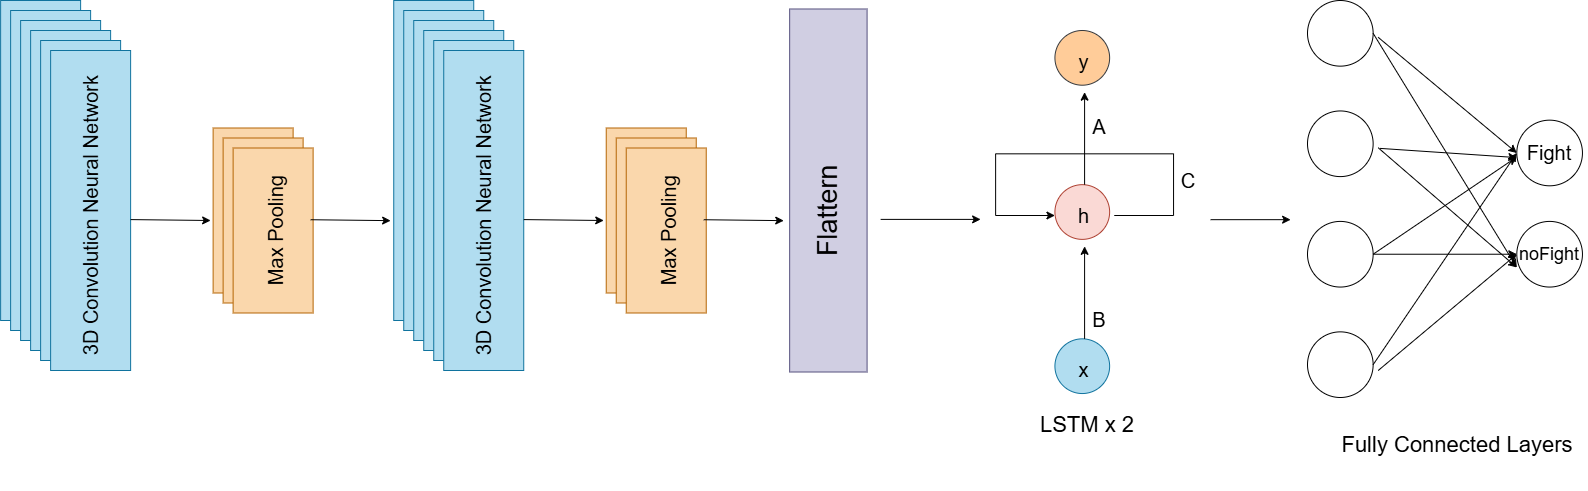 3D Convolution Neural Network
Max Pooling
3D Convolution Neural Network
Max Pooling
Flattern
y
A
C
h
B
x
LSTM x 2
Fight
noFight
Fully Connected Layers